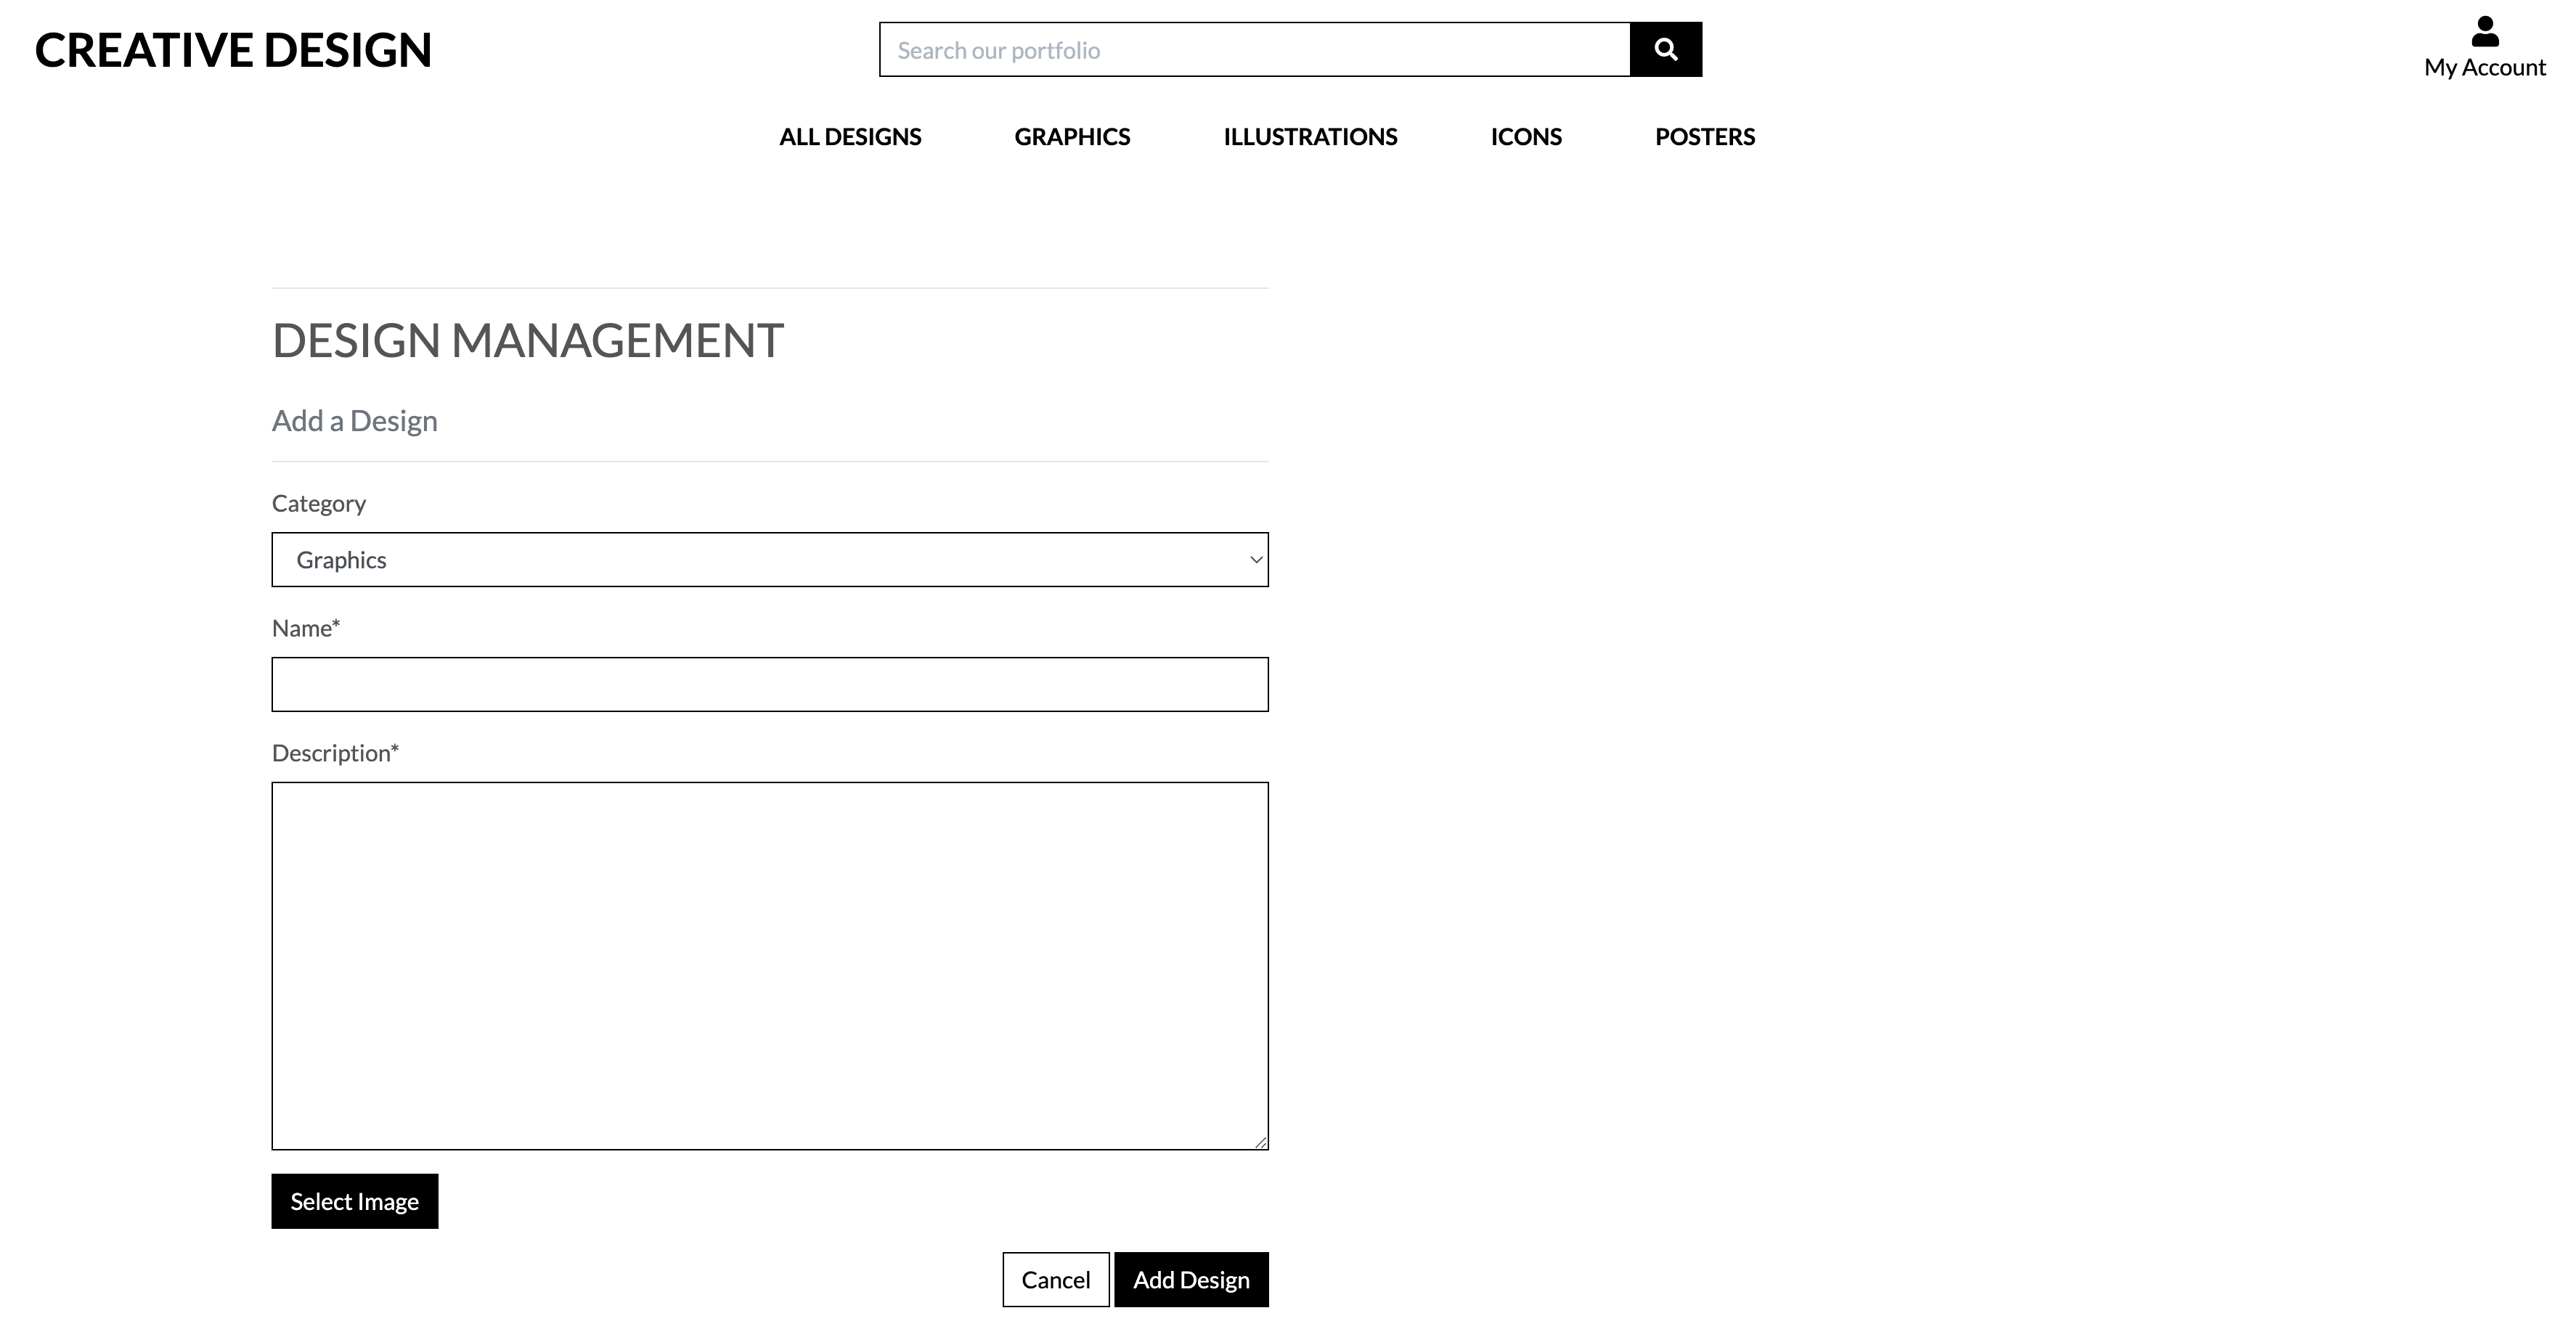 CREATIVE DESIGN
Search our portfolio
My Account
ALL DESIGNS GRAPHICS ILLUSTRATIONS ICONS POSTERS
DESIGN MANAGEMENT
Add a Design
Category
Graphics
Name*
Description*
Select Image
Cancel Add Design